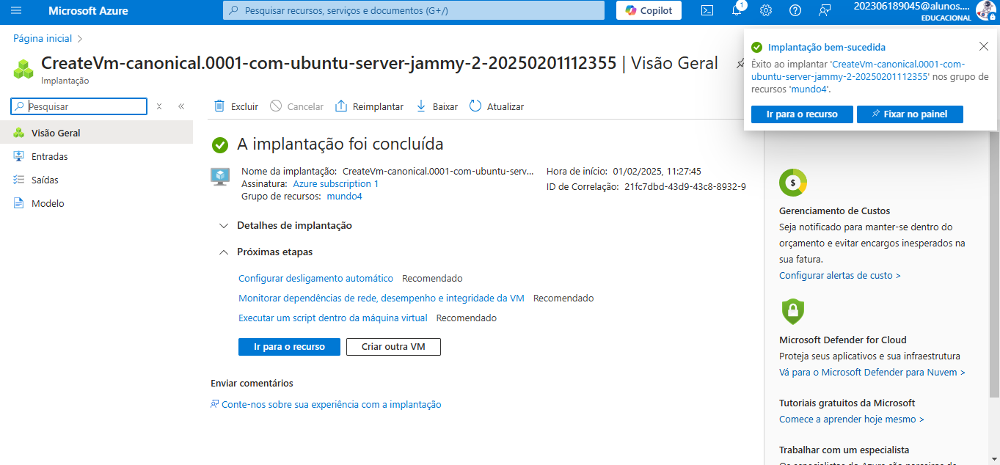 Microsoft Azure
Pesquisar recursos, serviços e documentos (G+/)
Copilot
1
202306189045@alunos....
EDUCACIONAL
Página inicial
CreateVm-canonical.0001-com-ubuntu-server-jammy-2-20250201112355 | Visão Geral
Implantação
Implantação bem-sucedida
Êxito ao implantar 'CreateVm-canonical.0001-com-
ubuntu-server-jammy-2-20250201112355' nos grupo de
recursos 'mundo4'.
Ir para o recurso
Fixar no painel
Pesquisar
Visão Geral
Entradas
Saídas
Modelo
Excluir
Cancelar
Reimplantar
Baixar
Atualizar
A implantação foi concluída
Nome da implantação: CreateVm-canonical.0001-com-ubuntu-serv...
Assinatura: Azure subscription 1
Grupo de recursos: mundo4
Hora de início: 01/02/2025, 11:27:45
ID de Correlação: 21fc7dbd-43d9-43c8-8932-9
Detalhes de implantação
Próximas etapas
Configurar desligamento automático Recomendado
Monitorar dependências de rede, desempenho e integridade da VM Recomendado
Executar um script dentro da máquina virtual Recomendado
Ir para o recurso
Criar outra VM
Enviar comentários
Conte-nos sobre sua experiência com a implantação
$
Gerenciamento de Custos
Seja notificado para manter-se dentro do
orçamento e evitar encargos inesperados na
sua fatura.
Configurar alertas de custo >
Microsoft Defender for Cloud
Proteja seus aplicativos e sua infraestrutura
Vá para o Microsoft Defender para Nuvem >
Tutoriais gratuitos da Microsoft
Comece a aprender hoje mesmo >
Trabalhar com um especialista